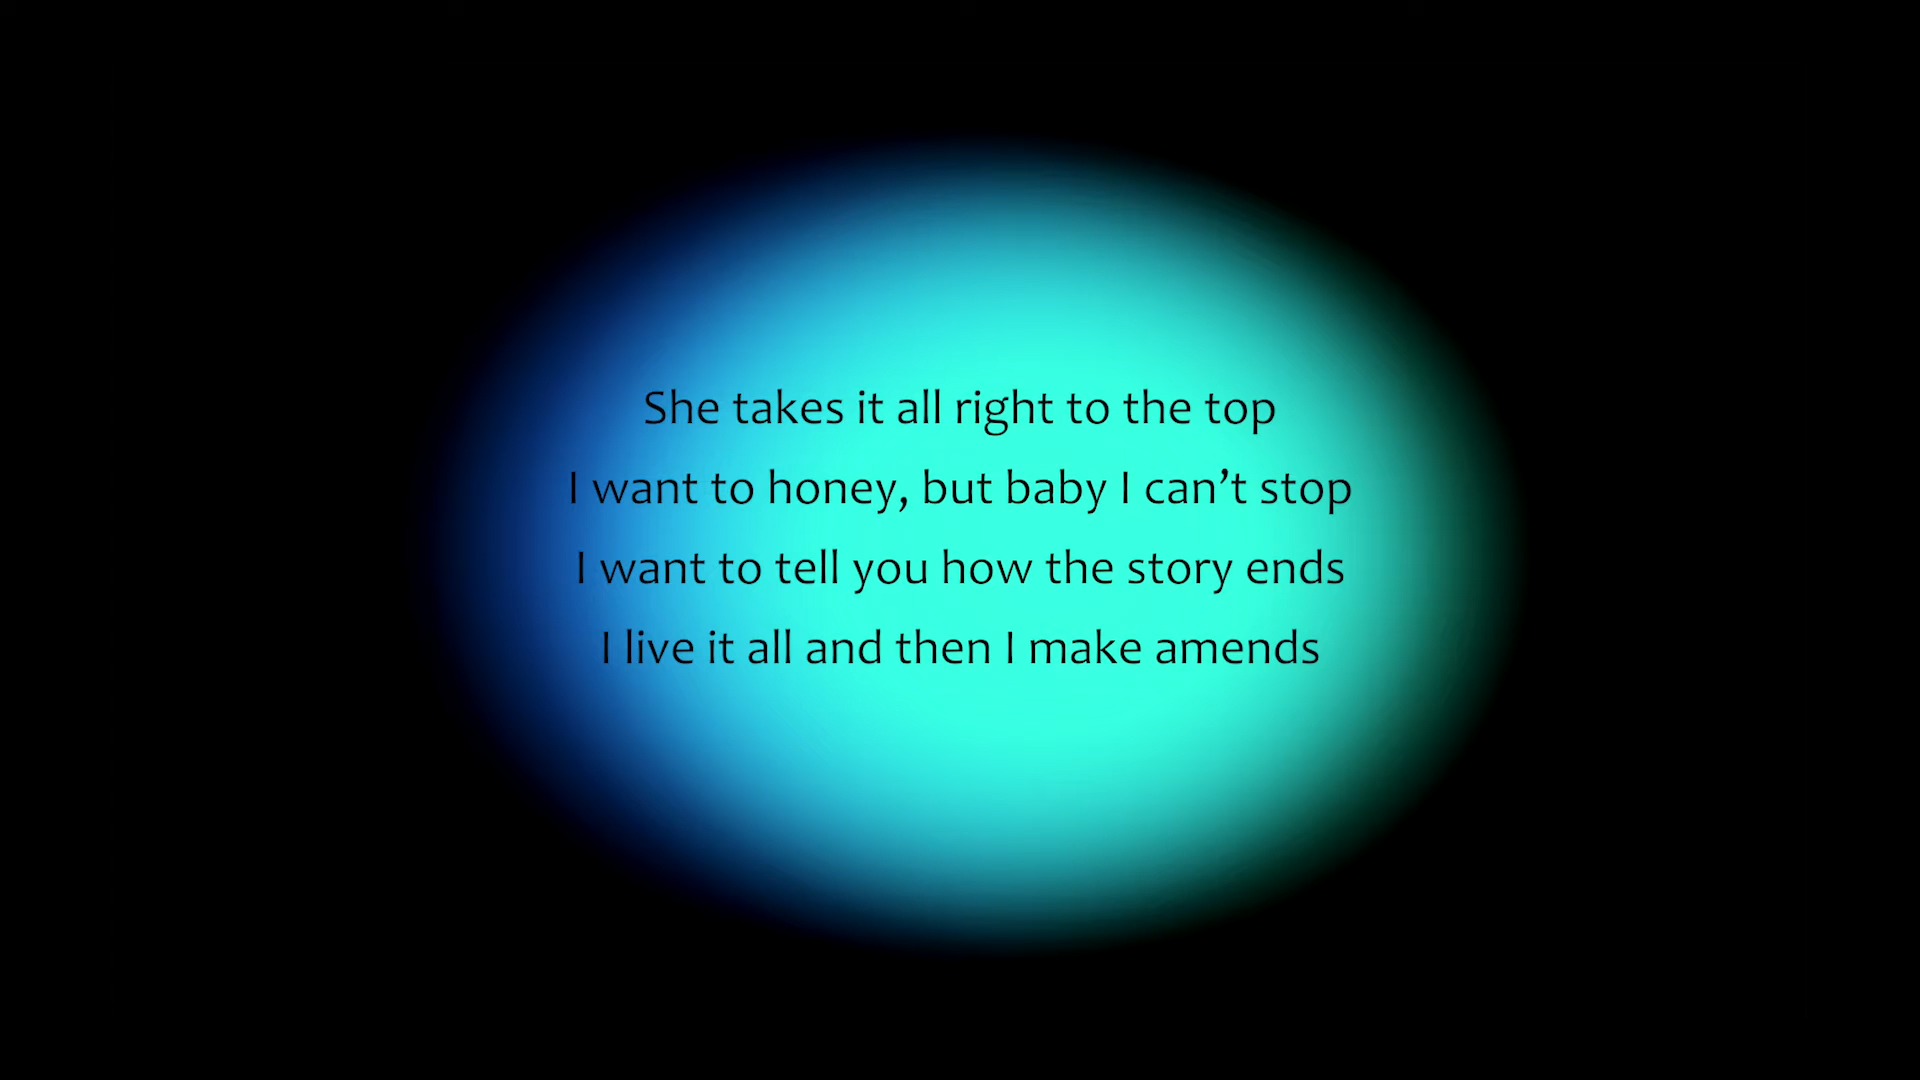 She takes it all right to the top
I want to honey, but baby I can’t stop
I want to tell you how the story ends
I live it all and then I make amends